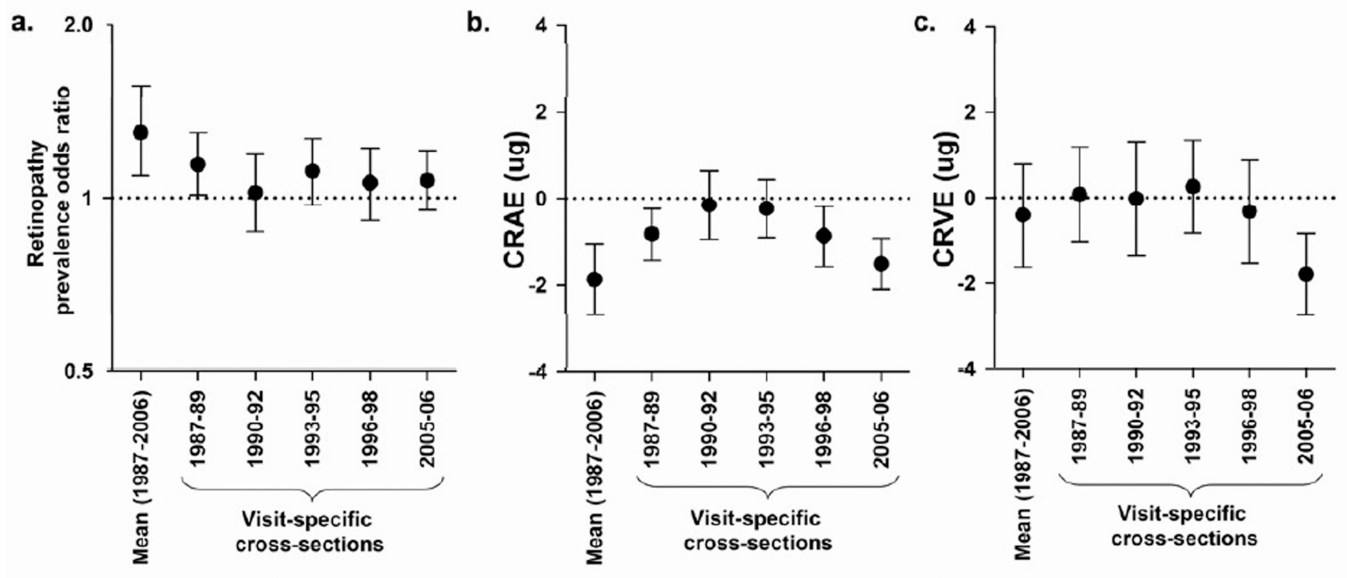 a.
2.0
1
0.5
Retinopathy
prevalence odds ratio
Mean (1987-2006)
1987-89
1990-92
1993-95
1996-98
2005-06
Visit-specific
cross-sections
b.
4
2
0
-2
-4
CRAE (ug)
Mean (1987-2006)
1987-89
1990-92
1993-95
1996-98
2005-06
Visit-specific
cross-sections
c.
4
2
0
-2
-4
CRVE (ug)
Mean (1987-2006)
1987-89
1990-92
1993-95
1996-98
2005-06
Visit-specific
cross-sections